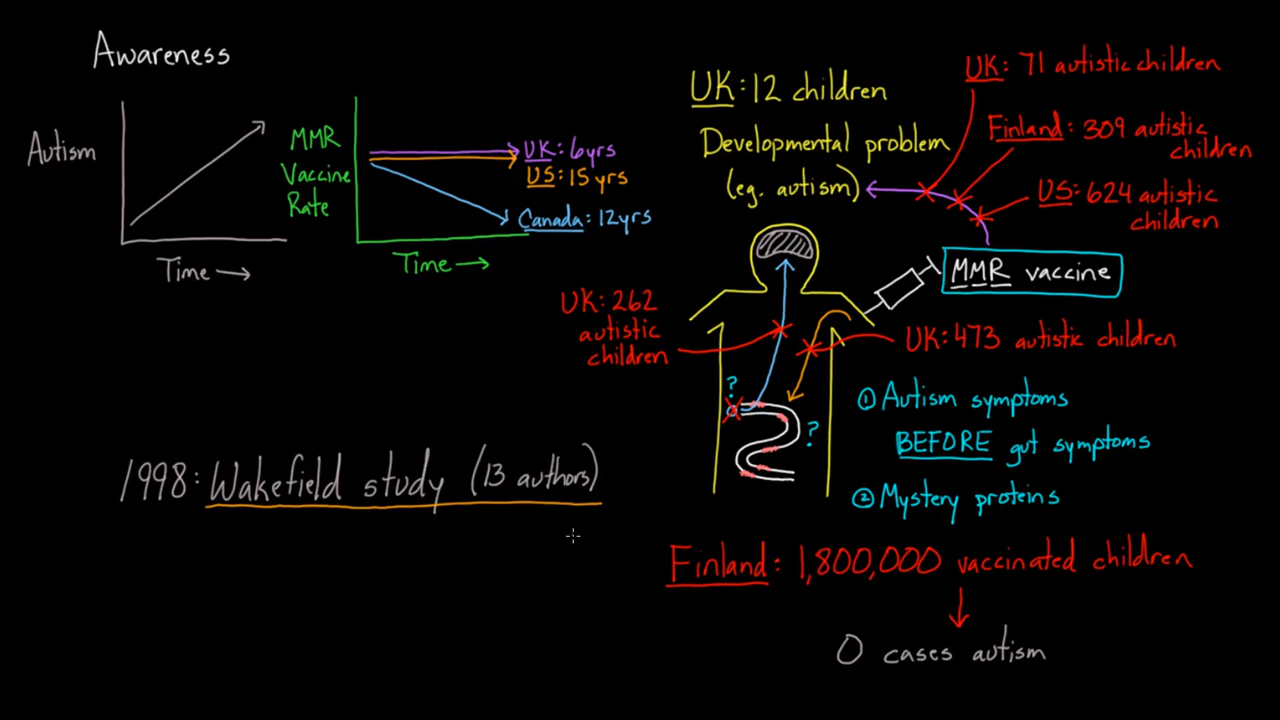 Awareness
Autism
Time
MMR
Vaccine
Rate
Time
UK: 6yrs
US: 15 yrs
Canada: 12yrs
1998: Wakefield study (13 authors)
UK: 12 children
Developmental problem
(eg. autism)
UK: 71 autistic children
Finland: 309 autistic
children
US: 624 autistic
children
MMR vaccine
UK: 262
autistic
children
UK: 473 autistic children
?
?
① Autism symptoms
BEFORE gut symptoms
② Mystery proteins
Finland: 1,800,000 vaccinated children
0 cases autism